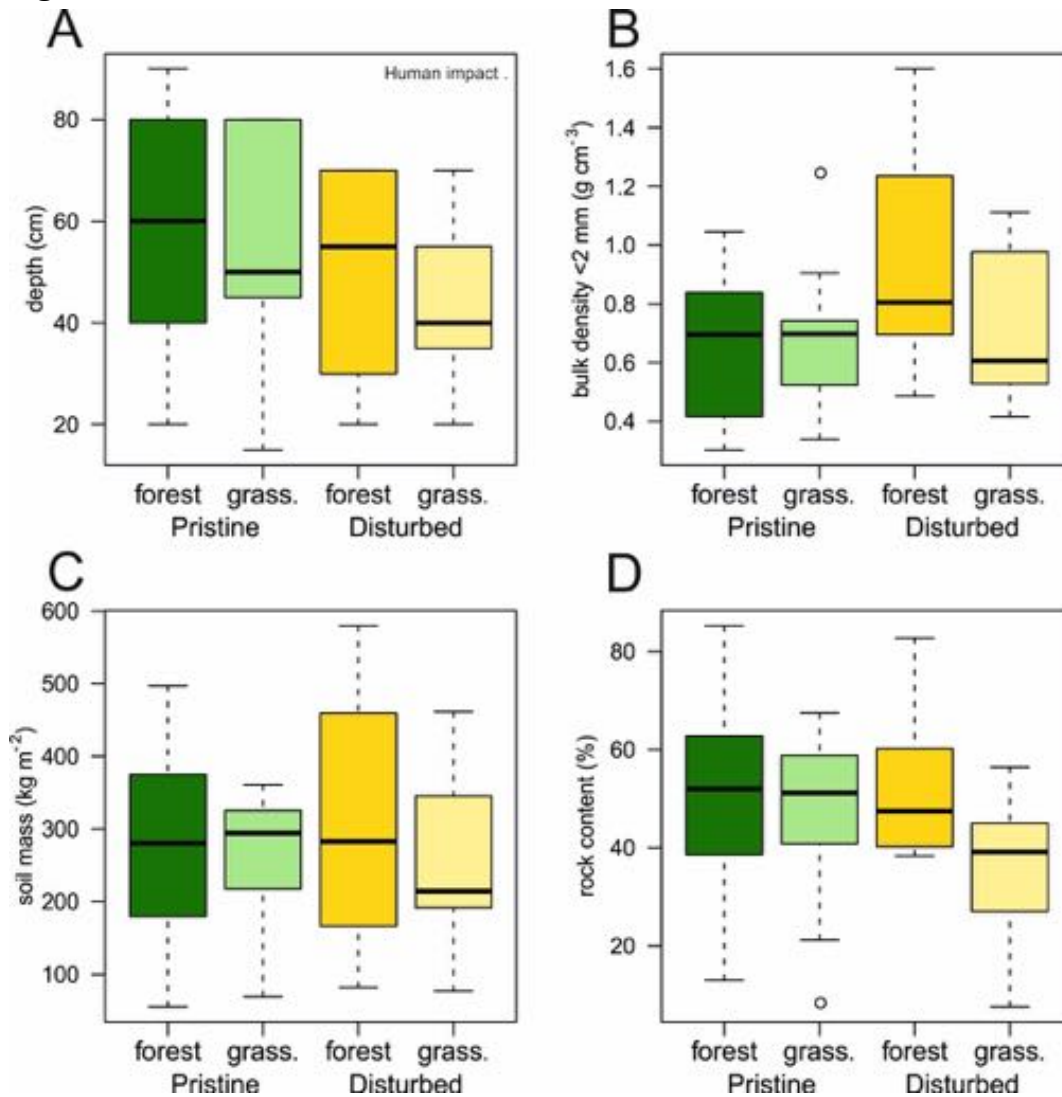 A
Human impact .
depth (cm)
80
60
40
20
forest grass. forest grass.
Pristine Disturbed
B
bulk density <2 mm (g cm⁻³)
1.6
1.4
1.2
1.0
0.8
0.6
0.4
forest grass. forest grass.
Pristine Disturbed
C
soil mass (kg m⁻²)
600
500
400
300
200
100
forest grass. forest grass.
Pristine Disturbed
D
rock content (%)
80
60
40
20
forest grass. forest grass.
Pristine Disturbed